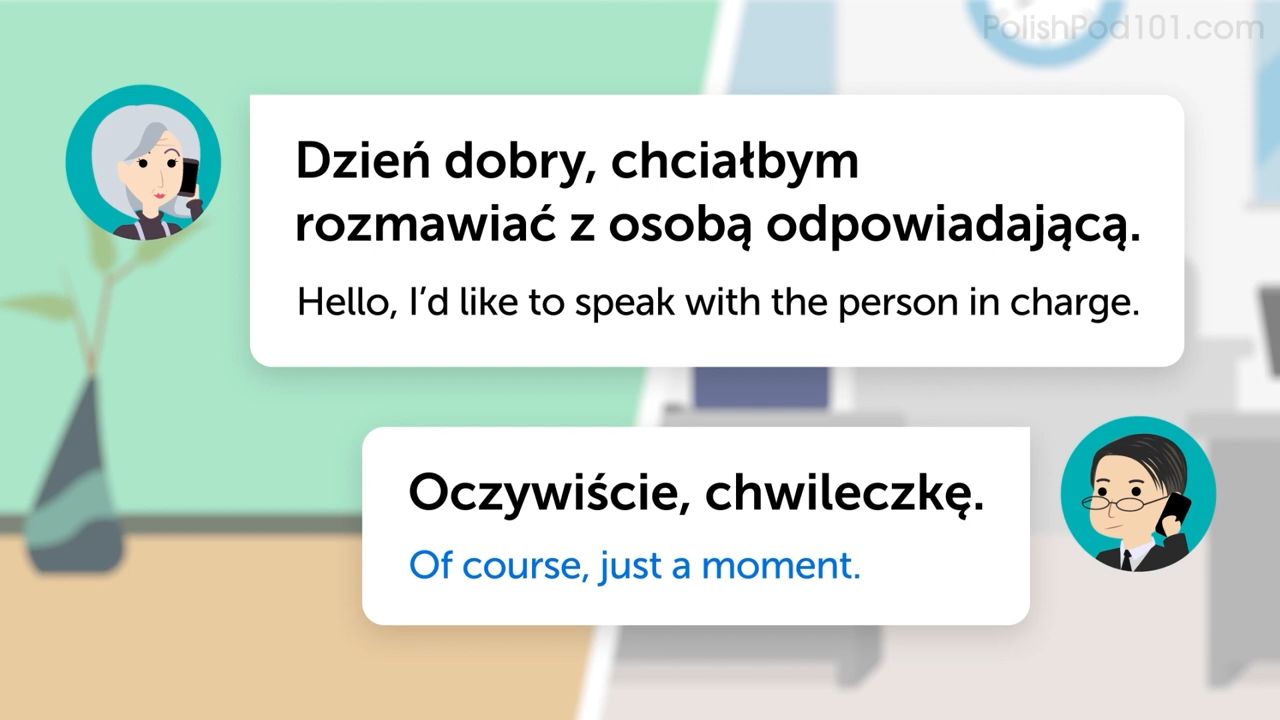 PolishPod101.com
Dzień dobry, chciałbym
rozmawiać z osobą odpowiadającą.
Hello, I’d like to speak with the person in charge.
Oczywiście, chwileczkę.
Of course, just a moment.